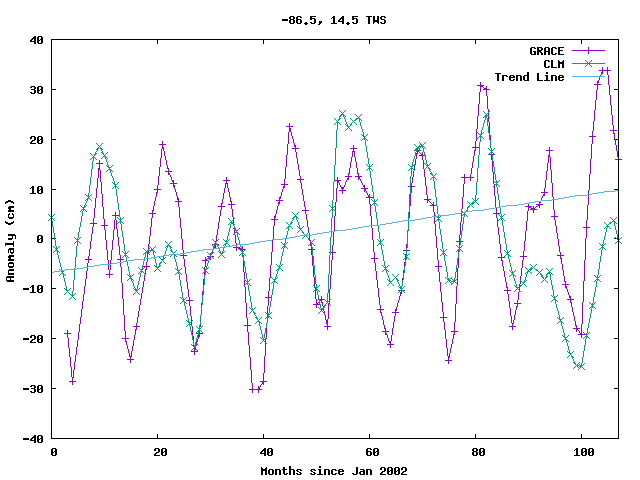 -86.5, 14.5 TWS
GRACE
CLM
Trend Line
40
30
20
10
0
-10
-20
-30
-40
Anomaly (cm)
0 20 40 60 80 100
Months since Jan 2002